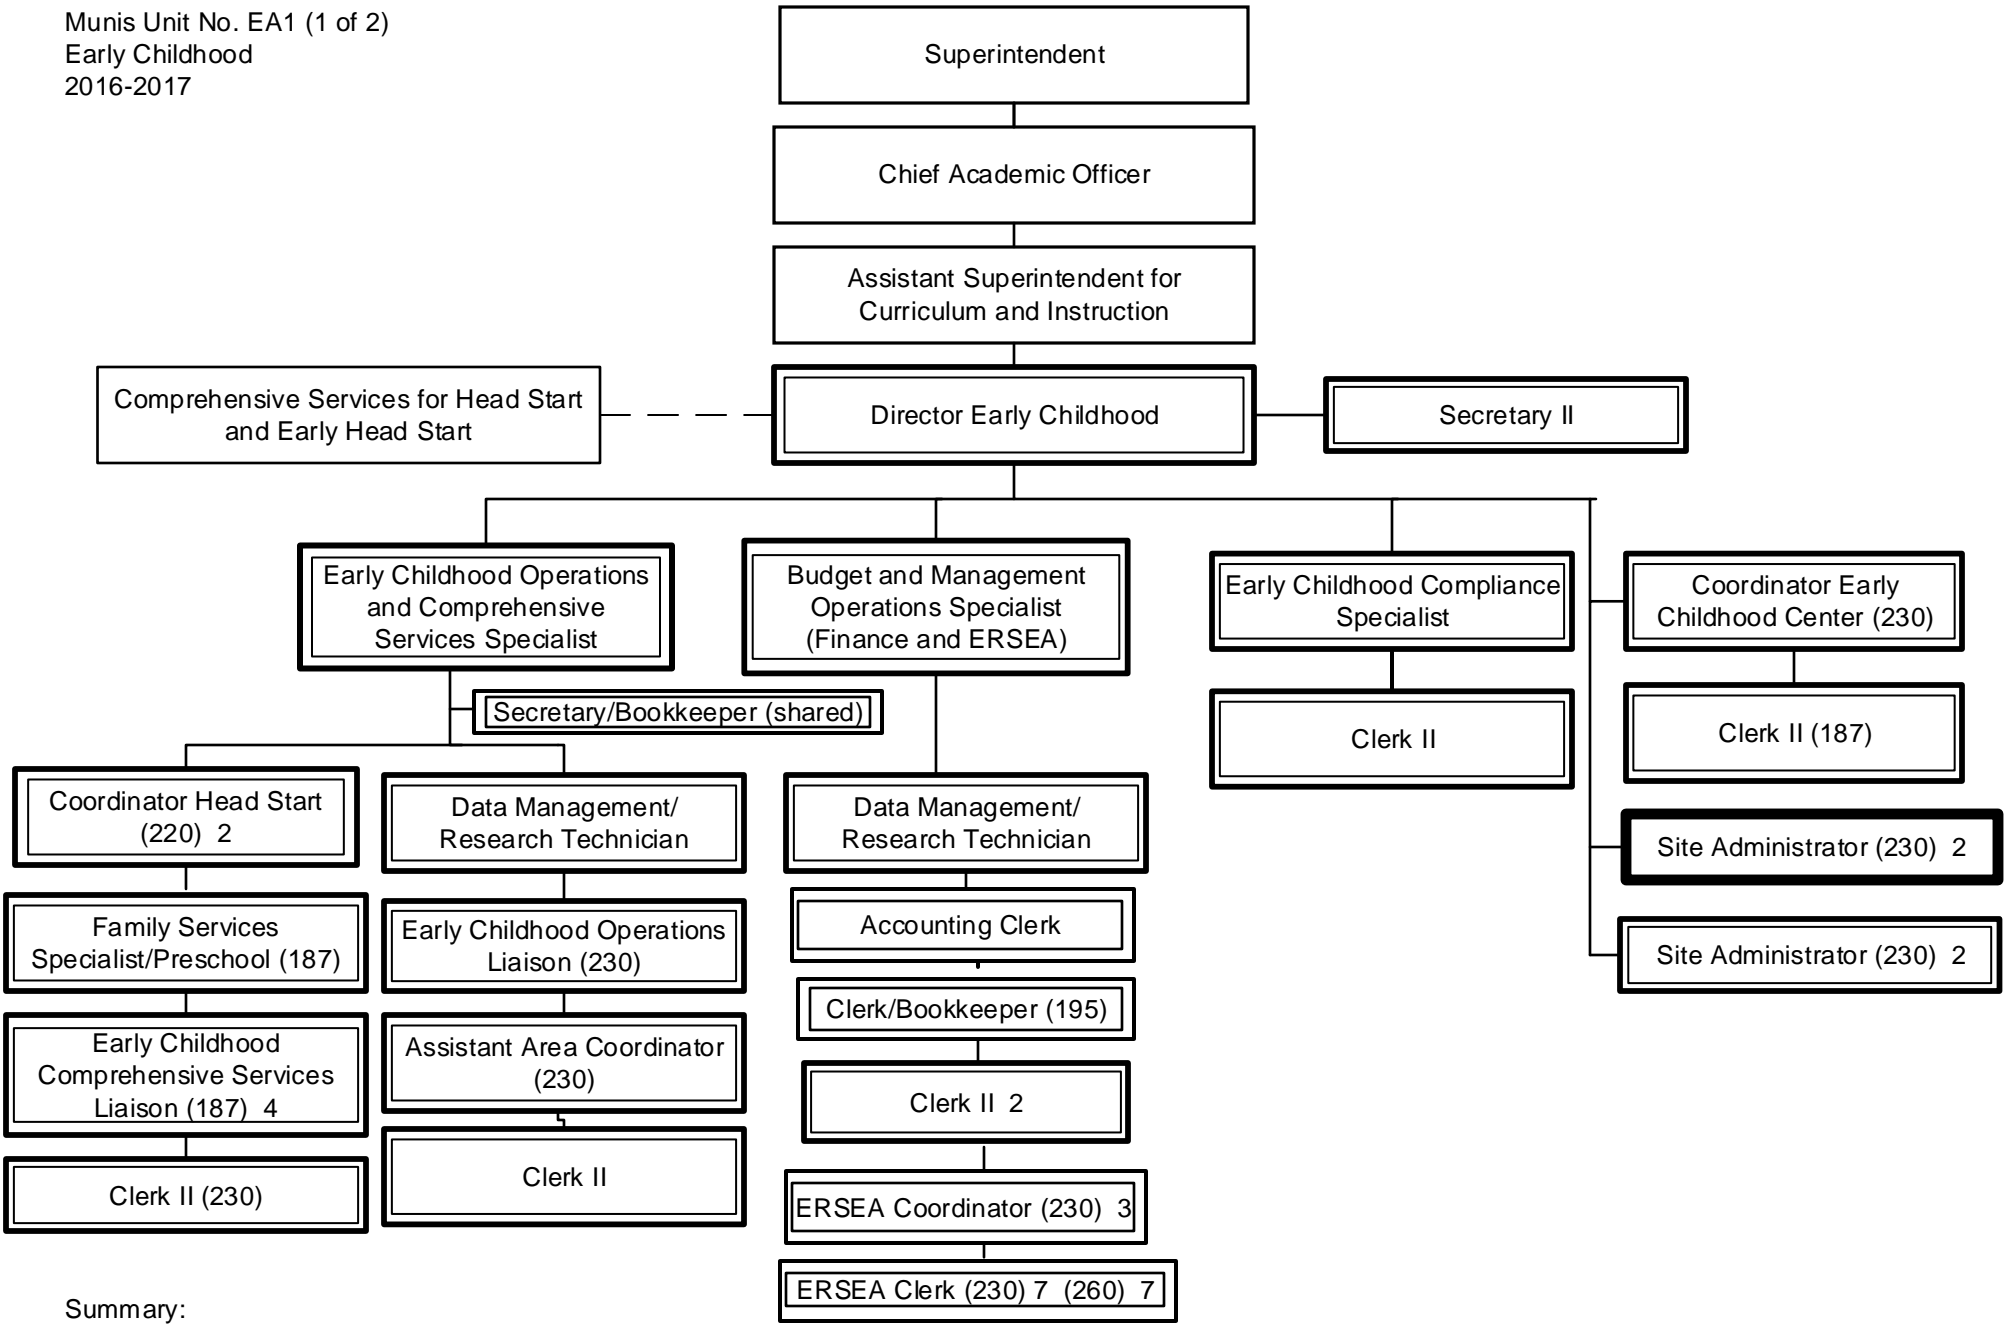 Munis Unit No. EA1 (1 of 2)
Early Childhood
2016-2017
Superintendent
Chief Academic Officer
Assistant Superintendent for
Curriculum and Instruction
Comprehensive Services for Head Start
and Early Head Start
Director Early Childhood
Secretary II
Early Childhood Operations
and Comprehensive
Services Specialist
Budget and Management
Operations Specialist
(Finance and ERSEA)
Early Childhood Compliance
Specialist
Coordinator Early
Childhood Center (230)
Secretary/Bookkeeper (shared)
Clerk II
Clerk II (187)
Coordinator Head Start
(220)  2
Data Management/
Research Technician
Data Management/
Research Technician
Site Administrator (230)  2
Family Services
Specialist/Preschool (187)
Early Childhood Operations
Liaison (230)
Accounting Clerk
Site Administrator (230)  2
Clerk/Bookkeeper (195)
Early Childhood
Comprehensive Services
Liaison (187)  4
Assistant Area Coordinator
(230)
Clerk II  2
Clerk II (230)
Clerk II
ERSEA Coordinator (230)  3
ERSEA Clerk (230) 7  (260)  7
Summary: